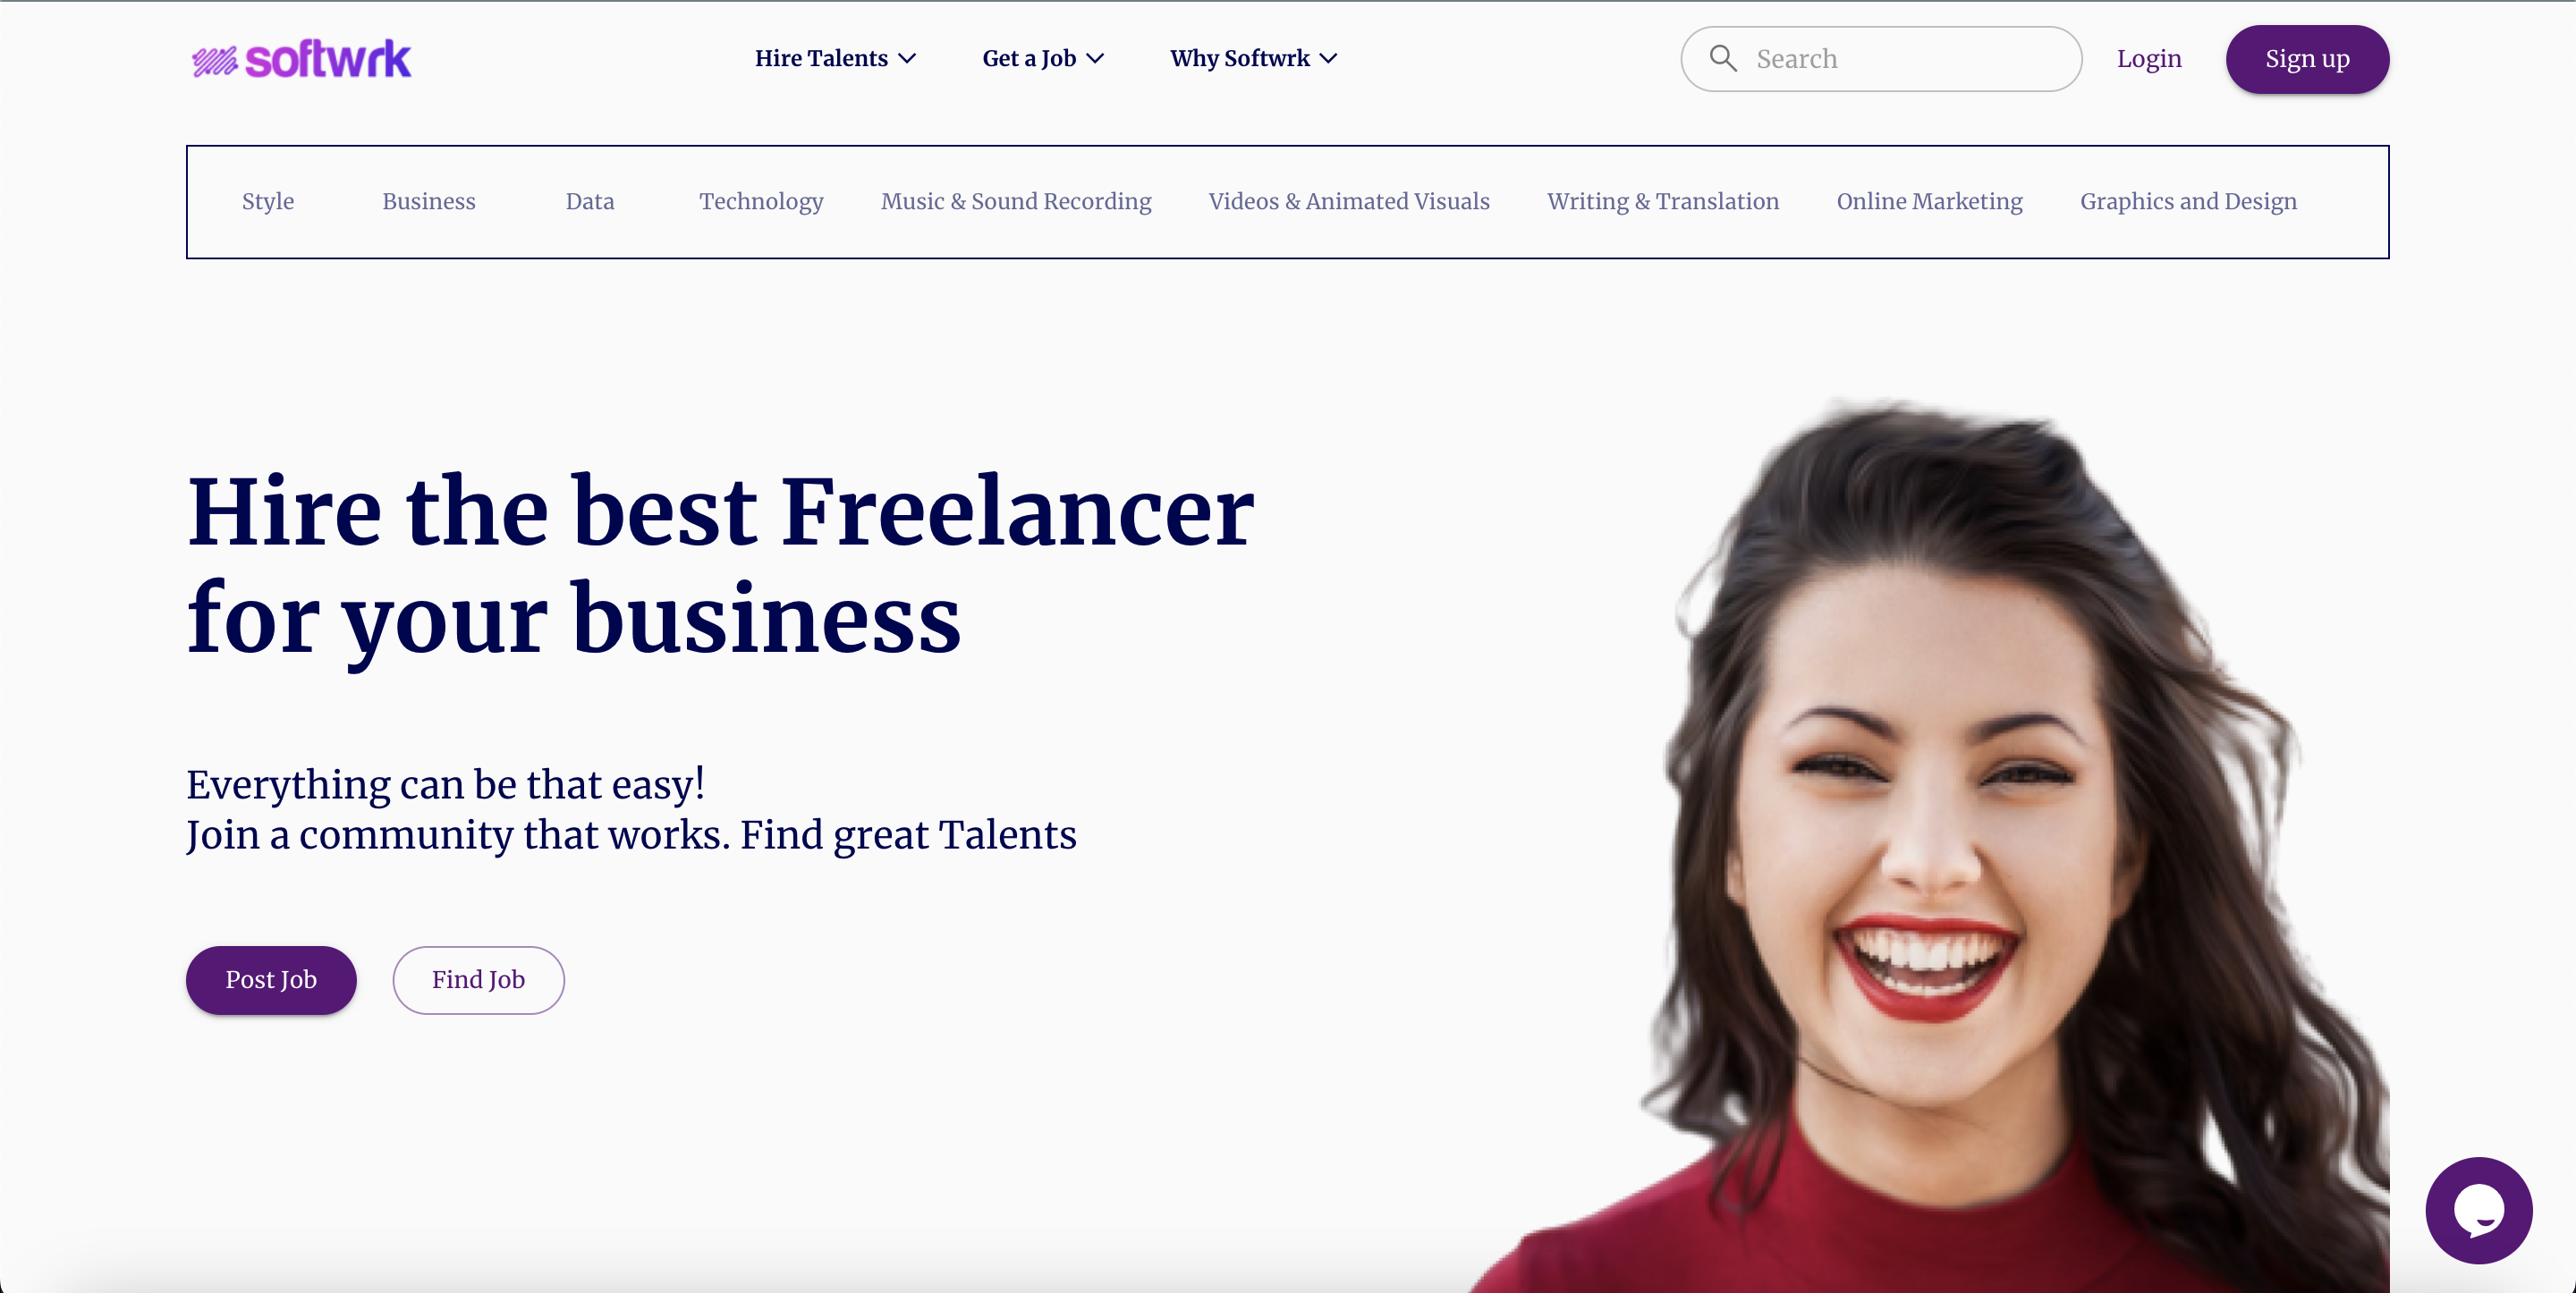 softwrk
Hire Talents
Get a Job
Why Softwrk
Search
Login
Sign up
Style
Business
Data
Technology
Music & Sound Recording
Videos & Animated Visuals
Writing & Translation
Online Marketing
Graphics and Design
Hire the best Freelancer
for your business
Everything can be that easy!
Join a community that works. Find great Talents
Post Job
Find Job